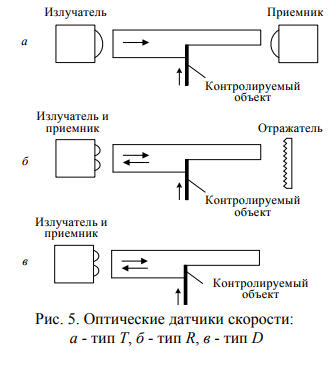 Излучатель
Приемник
а
Контролируемый
объект
Излучатель и
приемник
Отражатель
б
Контролируемый
объект
Излучатель и
приемник
в
Контролируемый
объект
Рис. 5. Оптические датчики скорости:
а - тип T, б - тип R, в - тип D